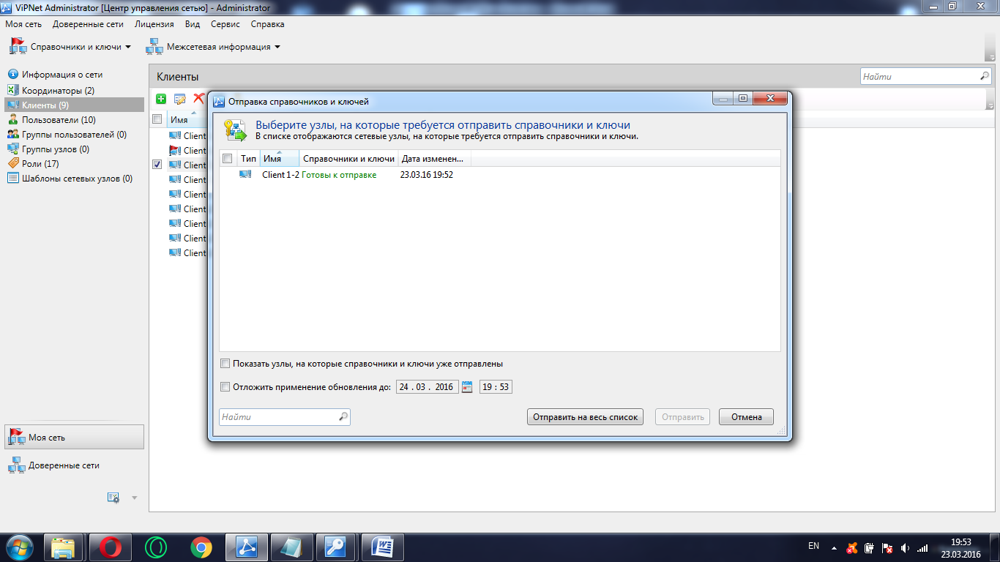 ViPNet Administrator [Центр управления сетью] - Administrator
Моя сеть Доверенные сети Лицензия Вид Сервис Справка
Справочники и ключи Межсетевая информация
Информация о сети
Координаторы (2)
Клиенты (9)
Пользователи (10)
Группы пользователей (0)
Группы узлов (0)
Роли (17)
Шаблоны сетевых узлов (0)
Моя сеть
Доверенные сети
Клиенты
Найти
Имя
Client
Client
Client
Client
Client
Client
Client
Client
Client
Отправка справочников и ключей
Выберите узлы, на которые требуется отправить справочники и ключи
В списке отображаются сетевые узлы, на которые требуется отправить справочники и ключи.
Тип Имя Справочники и ключи Дата изменен...
Client 1-2 Готовы к отправке 23.03.16 19:52
Показать узлы, на которые справочники и ключи уже отправлены
Отложить применение обновления до: 24 . 03 . 2016 19 : 53
Найти
Отправить на весь список Отправить Отмена
EN
19:53
23.03.2016